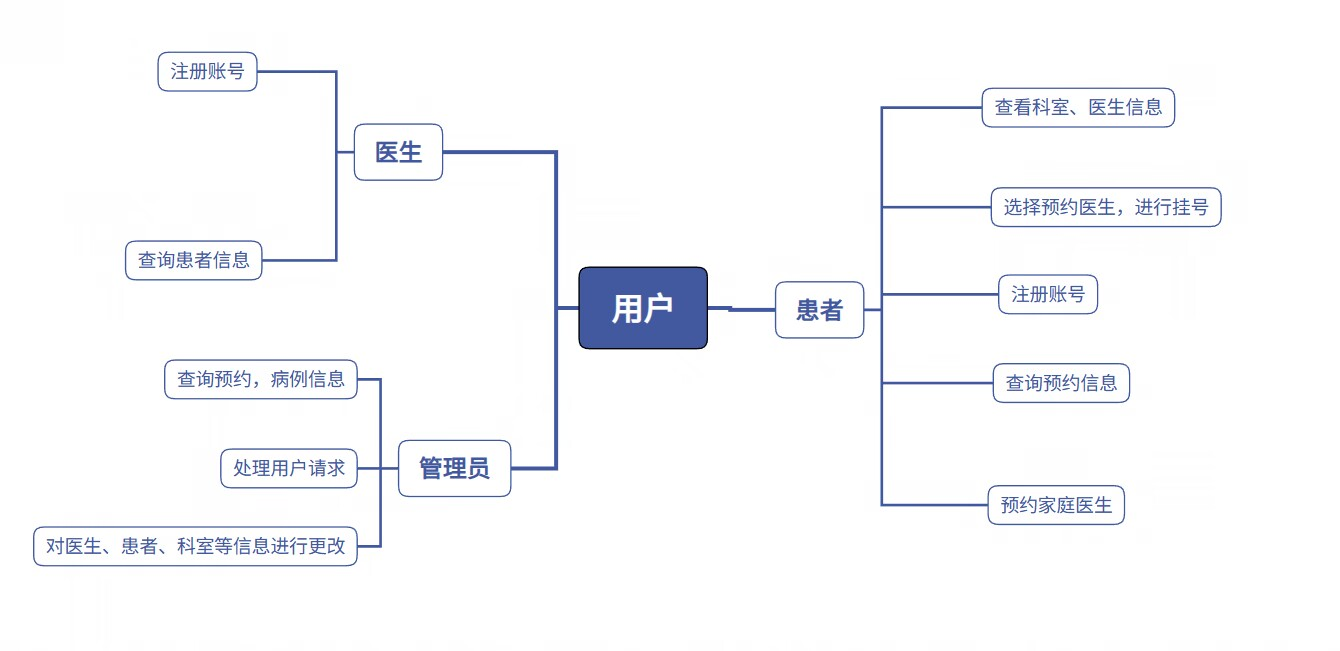 用户
医生
注册账号
查询患者信息
管理员
查询预约，病例信息
处理用户请求
对医生、患者、科室等信息进行更改
患者
查看科室、医生信息
选择预约医生，进行挂号
注册账号
查询预约信息
预约家庭医生